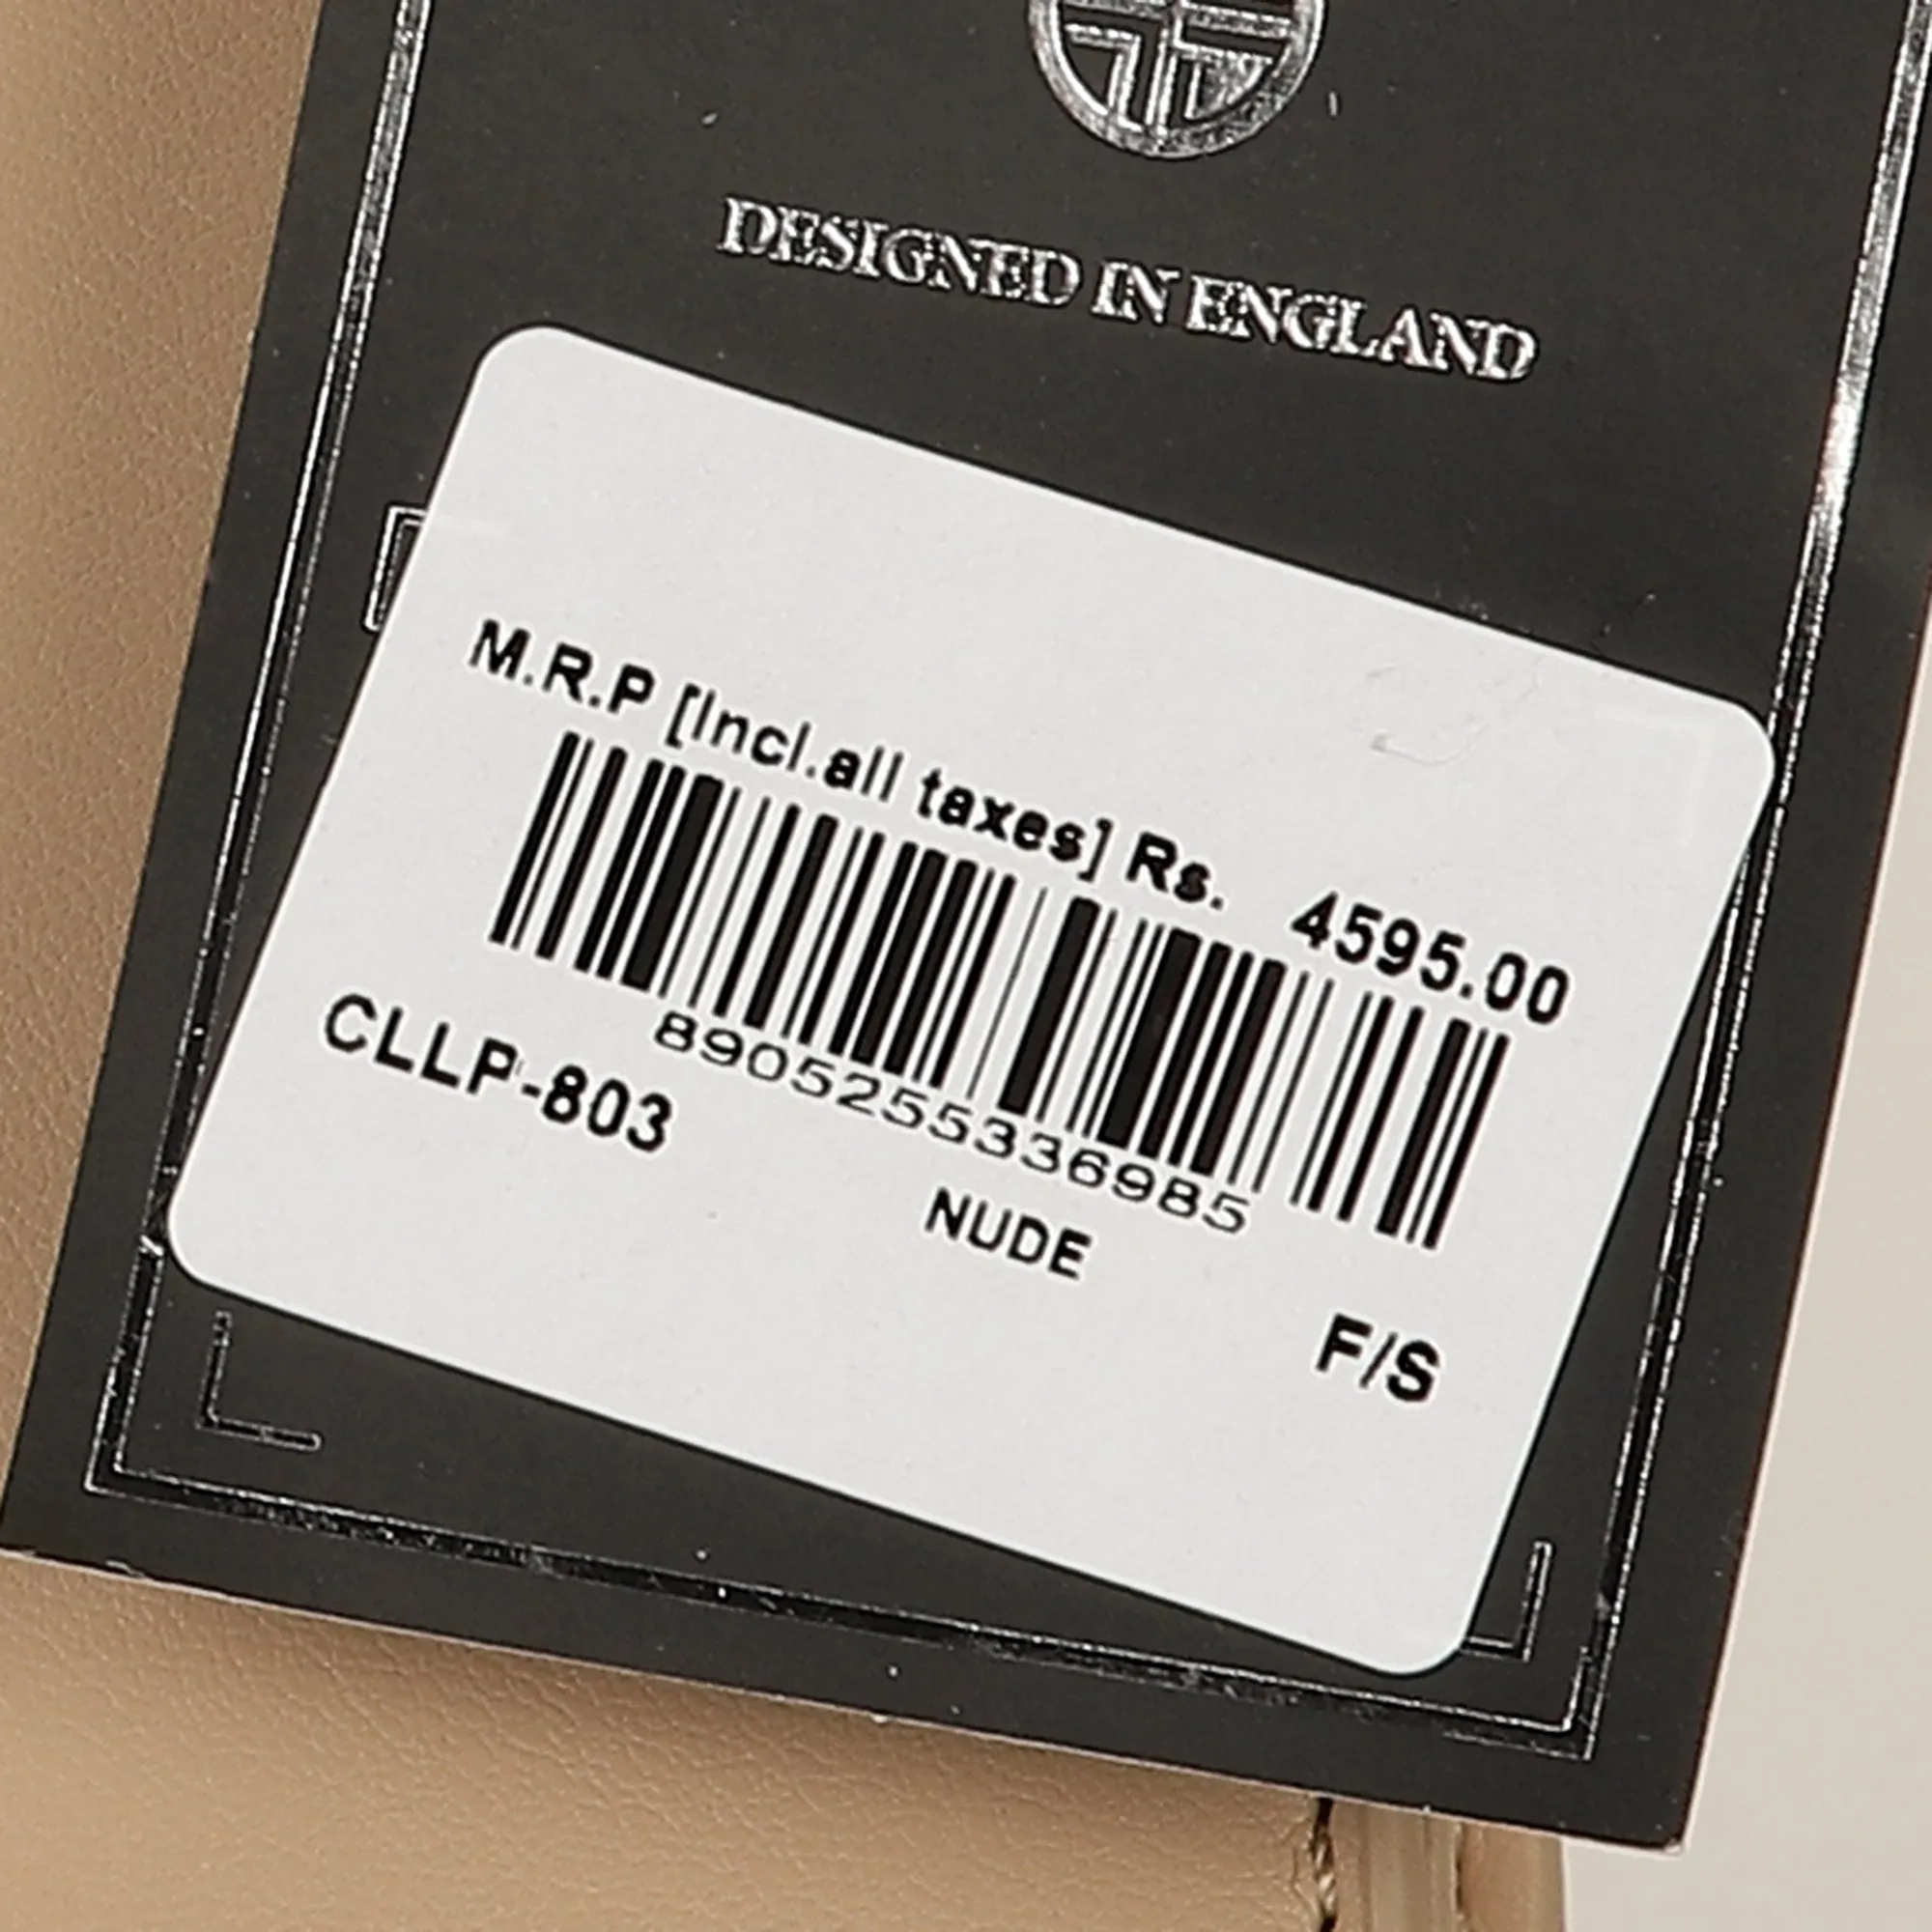 DESIGNED IN ENGLAND
M.R.P [Incl.all taxes] Rs. 4595.00
8905255336985
CLLP-803
NUDE
F/S